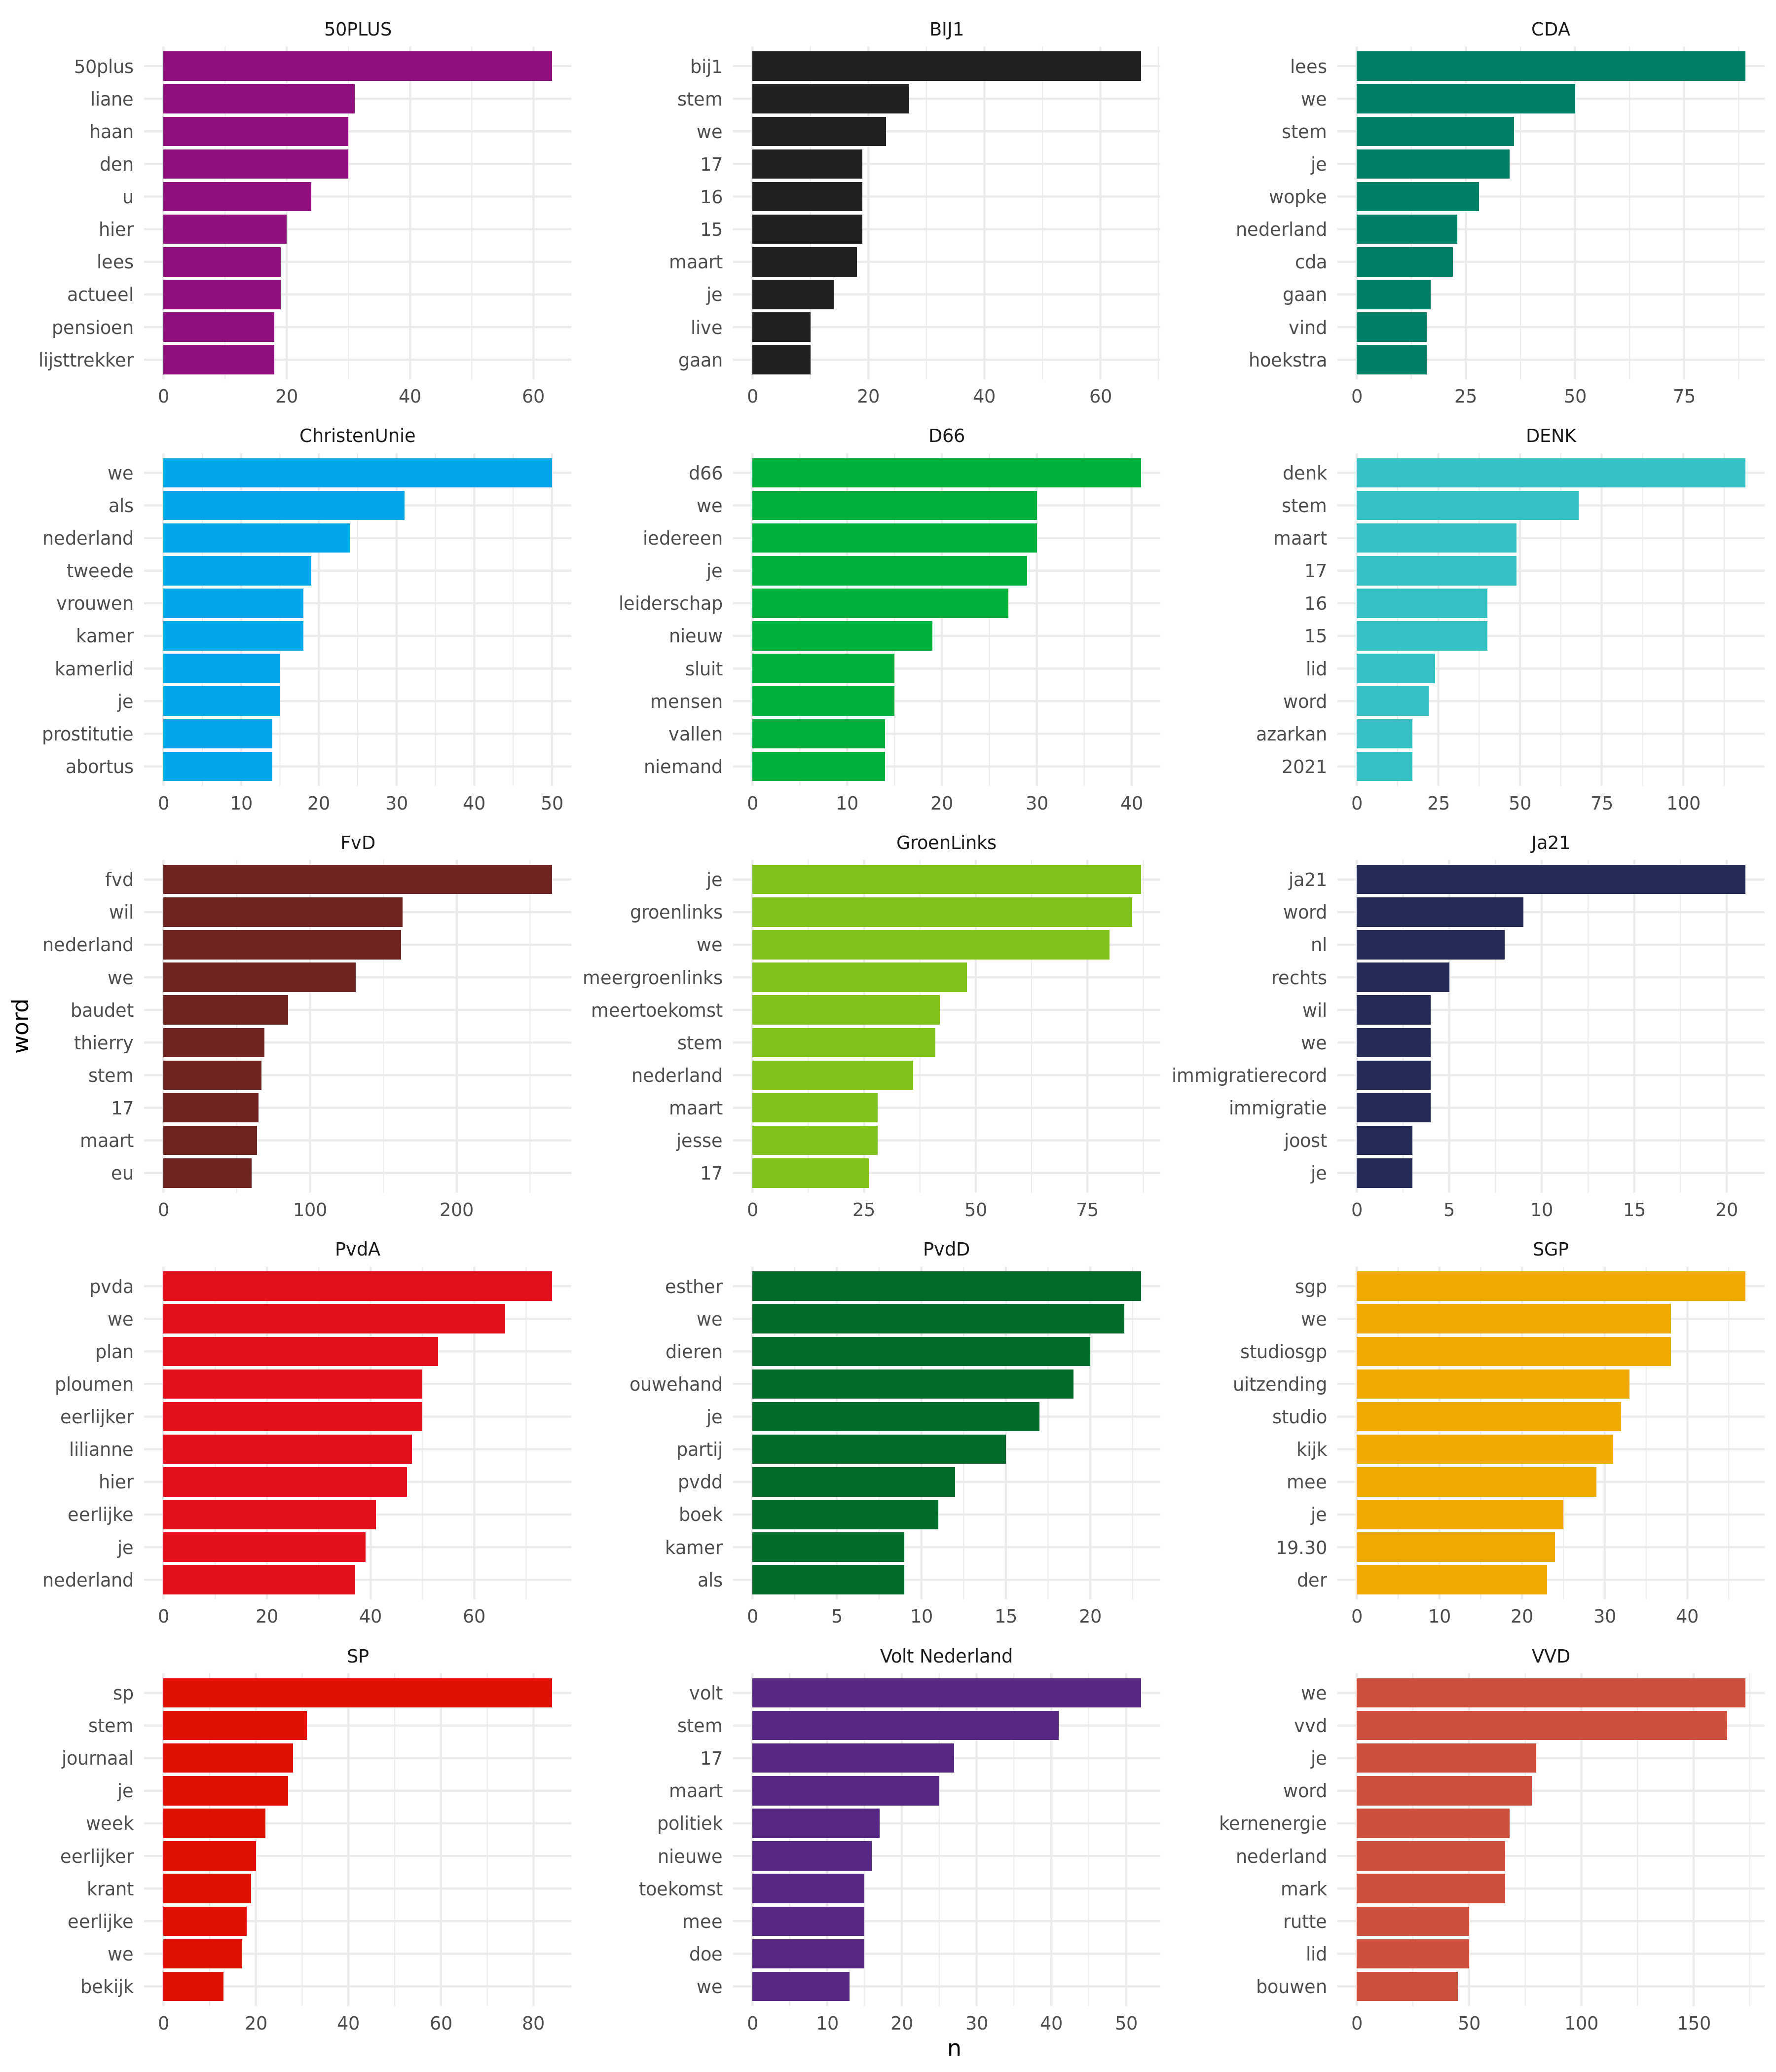 50PLUS
50plus
liane
haan
den
u
hier
lees
actueel
pensioen
lijsttrekker
0 20 40 60
BIJ1
bij1
stem
we
17
16
15
maart
je
live
gaan
0 20 40 60
CDA
lees
we
stem
je
wopke
nederland
cda
gaan
vind
hoekstra
0 25 50 75
ChristenUnie
we
als
nederland
tweede
vrouwen
kamer
kamerlid
je
prostitutie
abortus
0 10 20 30 40 50
D66
d66
we
iedereen
je
leiderschap
nieuw
sluit
mensen
vallen
niemand
0 10 20 30 40
DENK
denk
stem
maart
17
16
15
lid
word
azarkan
2021
0 25 50 75 100
FvD
fvd
wil
nederland
we
baudet
thierry
stem
17
maart
eu
0 100 200
GroenLinks
je
groenlinks
we
meergroenlinks
meertoekomst
stem
nederland
maart
jesse
17
0 25 50 75
Ja21
ja21
word
nl
rechts
wil
we
immigratierecord
immigratie
joost
je
0 5 10 15 20
PvdA
pvda
we
plan
ploumen
eerlijker
lilianne
hier
eerlijke
je
nederland
0 20 40 60
PvdD
esther
we
dieren
ouwehand
je
partij
pvdd
boek
kamer
als
0 5 10 15 20
SGP
sgp
we
studiosgp
uitzending
studio
kijk
mee
je
19.30
der
0 10 20 30 40
SP
sp
stem
journaal
je
week
eerlijker
krant
eerlijke
we
bekijk
0 20 40 60 80
Volt Nederland
volt
stem
17
maart
politiek
nieuwe
toekomst
mee
doe
we
0 10 20 30 40 50
VVD
we
vvd
je
word
kernenergie
nederland
mark
rutte
lid
bouwen
0 50 100 150
word
n